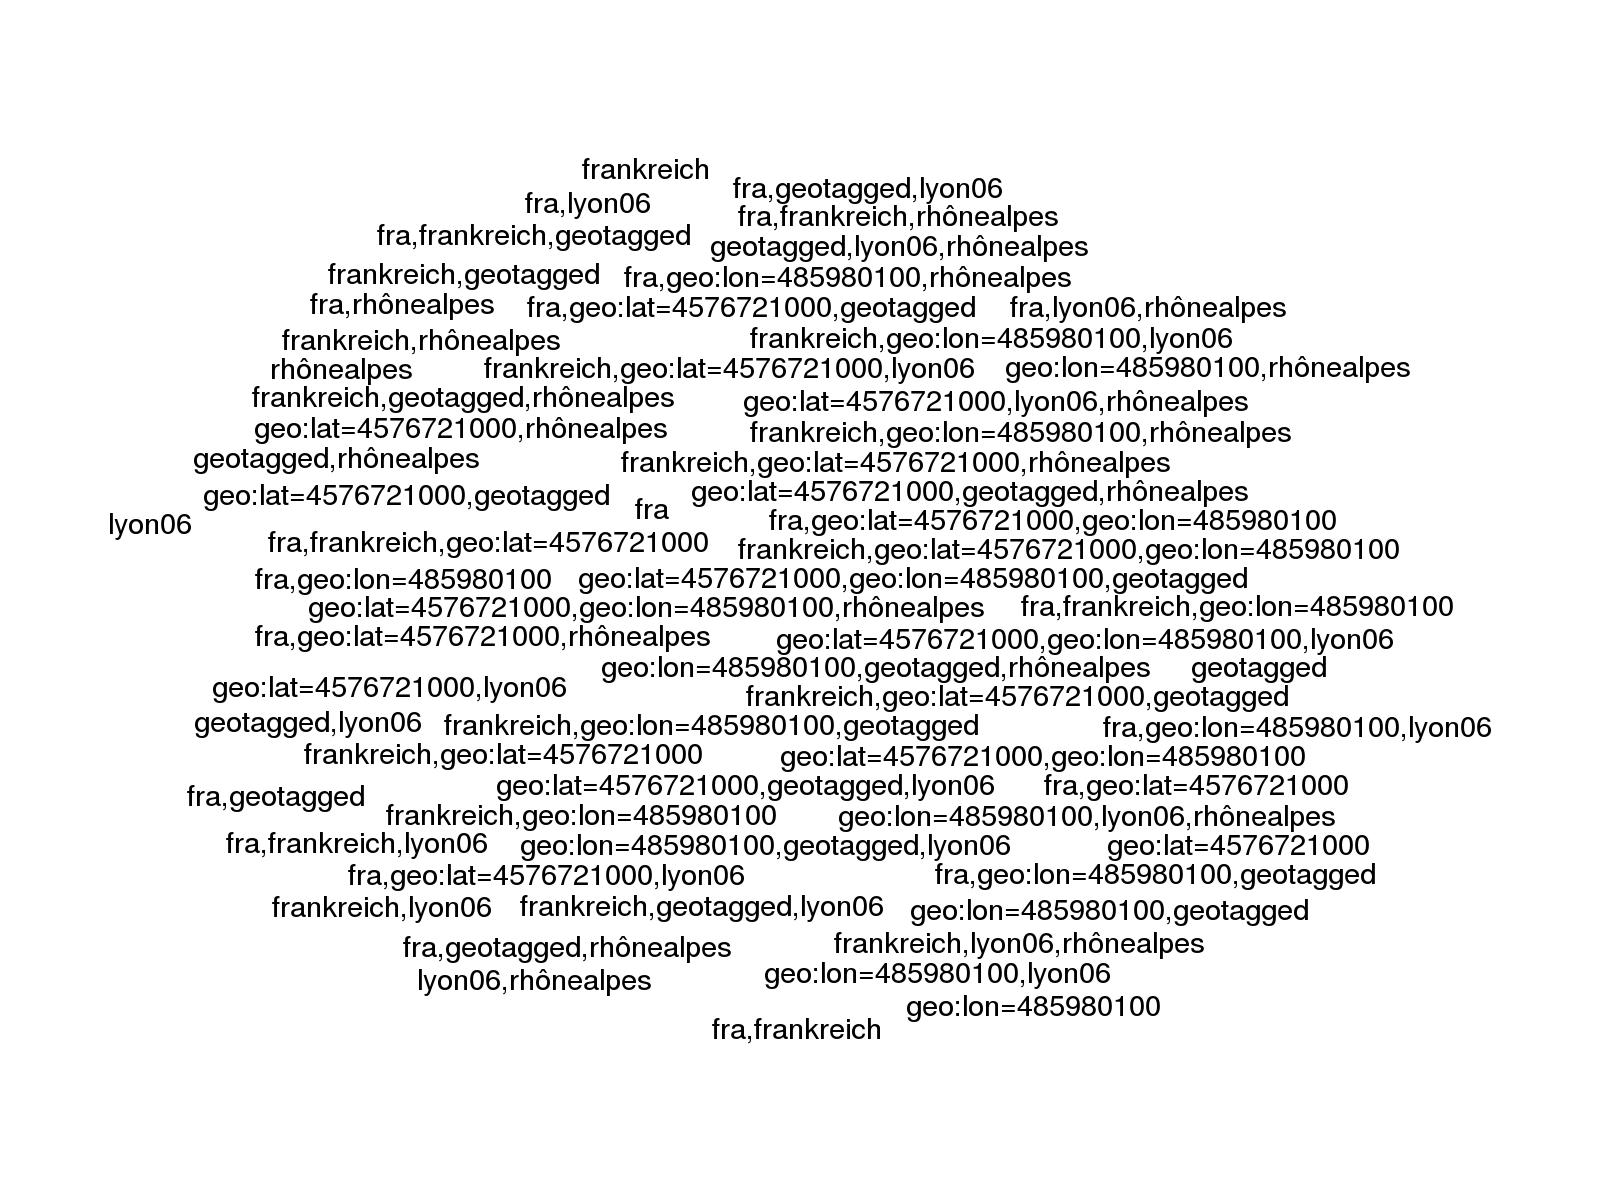 frankreich
fra,geotagged,lyon06
fra,lyon06
fra,frankreich,rhônealpes
fra,frankreich,geotagged
geotagged,lyon06,rhônealpes
frankreich,geotagged
fra,geo:lon=485980100,rhônealpes
fra,rhônealpes
fra,geo:lat=4576721000,geotagged
fra,lyon06,rhônealpes
frankreich,rhônealpes
frankreich,geo:lon=485980100,lyon06
rhônealpes
frankreich,geo:lat=4576721000,lyon06
geo:lon=485980100,rhônealpes
frankreich,geotagged,rhônealpes
geo:lat=4576721000,lyon06,rhônealpes
geo:lat=4576721000,rhônealpes
frankreich,geo:lon=485980100,rhônealpes
geotagged,rhônealpes
frankreich,geo:lat=4576721000,rhônealpes
geo:lat=4576721000,geotagged
fra
geo:lat=4576721000,geotagged,rhônealpes
lyon06
fra,geo:lat=4576721000,geo:lon=485980100
fra,frankreich,geo:lat=4576721000
frankreich,geo:lat=4576721000,geo:lon=485980100
fra,geo:lon=485980100
geo:lat=4576721000,geo:lon=485980100,geotagged
geo:lat=4576721000,geo:lon=485980100,rhônealpes
fra,frankreich,geo:lon=485980100
fra,geo:lat=4576721000,rhônealpes
geo:lat=4576721000,geo:lon=485980100,lyon06
geo:lon=485980100,geotagged,rhônealpes
geotagged
geo:lat=4576721000,lyon06
frankreich,geo:lat=4576721000,geotagged
geotagged,lyon06
frankreich,geo:lon=485980100,geotagged
fra,geo:lon=485980100,lyon06
frankreich,geo:lat=4576721000
geo:lat=4576721000,geo:lon=485980100
fra,geotagged
geo:lat=4576721000,geotagged,lyon06
fra,geo:lat=4576721000
frankreich,geo:lon=485980100
geo:lon=485980100,lyon06,rhônealpes
fra,frankreich,lyon06
geo:lon=485980100,geotagged,lyon06
geo:lat=4576721000
fra,geo:lat=4576721000,lyon06
fra,geo:lon=485980100,geotagged
frankreich,lyon06
frankreich,geotagged,lyon06
geo:lon=485980100,geotagged
fra,geotagged,rhônealpes
frankreich,lyon06,rhônealpes
lyon06,rhônealpes
geo:lon=485980100,lyon06
geo:lon=485980100
fra,frankreich